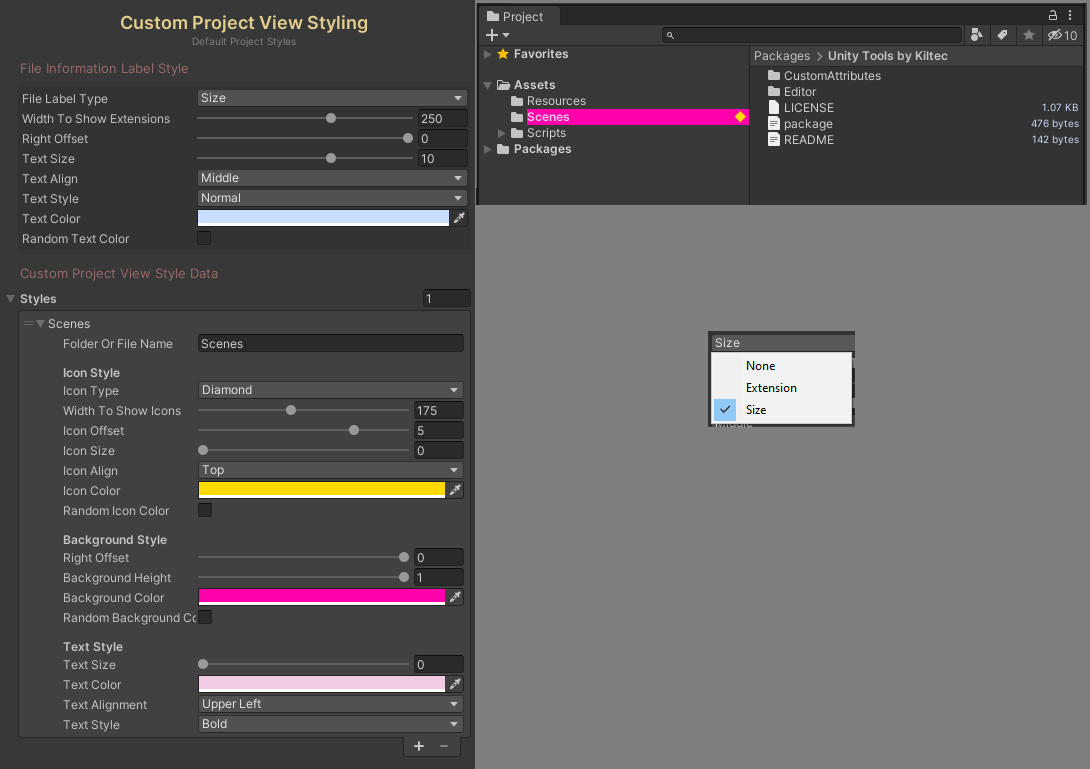 Custom Project View Styling
Default Project Styles
File Information Label Style
File Label Type Size
Width To Show Extensions 250
Right Offset 0
Text Size 10
Text Align Middle
Text Style Normal
Text Color
Random Text Color
Custom Project View Style Data
Styles 1
Scenes
Folder Or File Name Scenes
Icon Style
Icon Type Diamond
Width To Show Icons 175
Icon Offset 5
Icon Size 0
Icon Align Top
Icon Color
Random Icon Color
Background Style
Right Offset 0
Background Height 1
Background Color
Random Background Co
Text Style
Text Size 0
Text Color
Text Alignment Upper Left
Text Style Bold
Project
10
Favorites
Assets
Resources
Scenes
Scripts
Packages
Packages > Unity Tools by Kiltec
CustomAttributes
Editor
LICENSE 1.07 KB
package 476 bytes
README 142 bytes
Size
None
Extension
Size
Middle